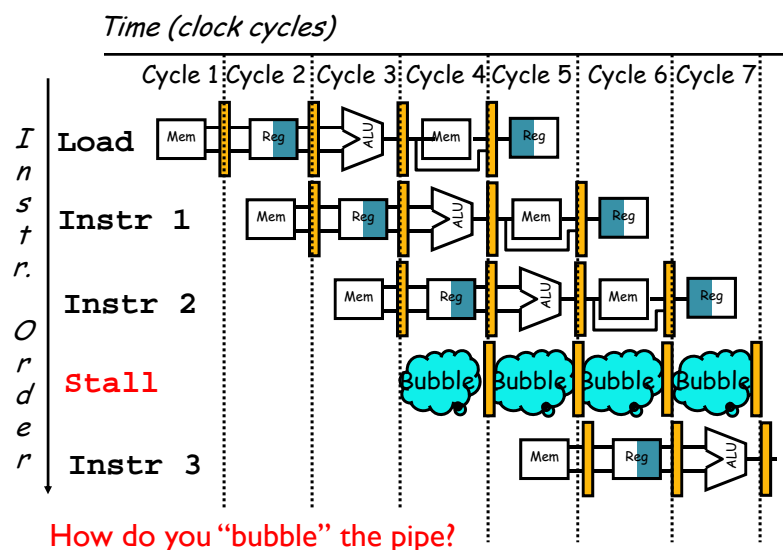 Time (clock cycles)
Cycle 1 Cycle 2 Cycle 3 Cycle 4 Cycle 5 Cycle 6 Cycle 7
Instr. Order
Load Mem Reg ALU Mem Reg
Instr 1 Mem Reg ALU Mem Reg
Instr 2 Mem Reg ALU Mem Reg
Stall Bubble Bubble Bubble Bubble
Instr 3 Mem Reg ALU
How do you “bubble” the pipe?